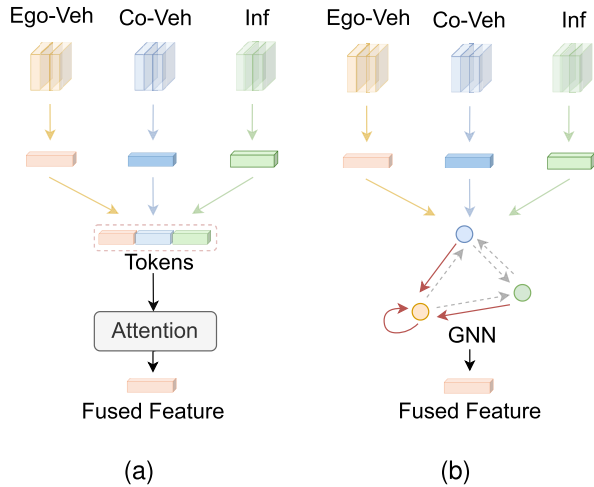 Ego-Veh Co-Veh Inf
Tokens
Attention
Fused Feature
(a)
Ego-Veh Co-Veh Inf
GNN
Fused Feature
(b)